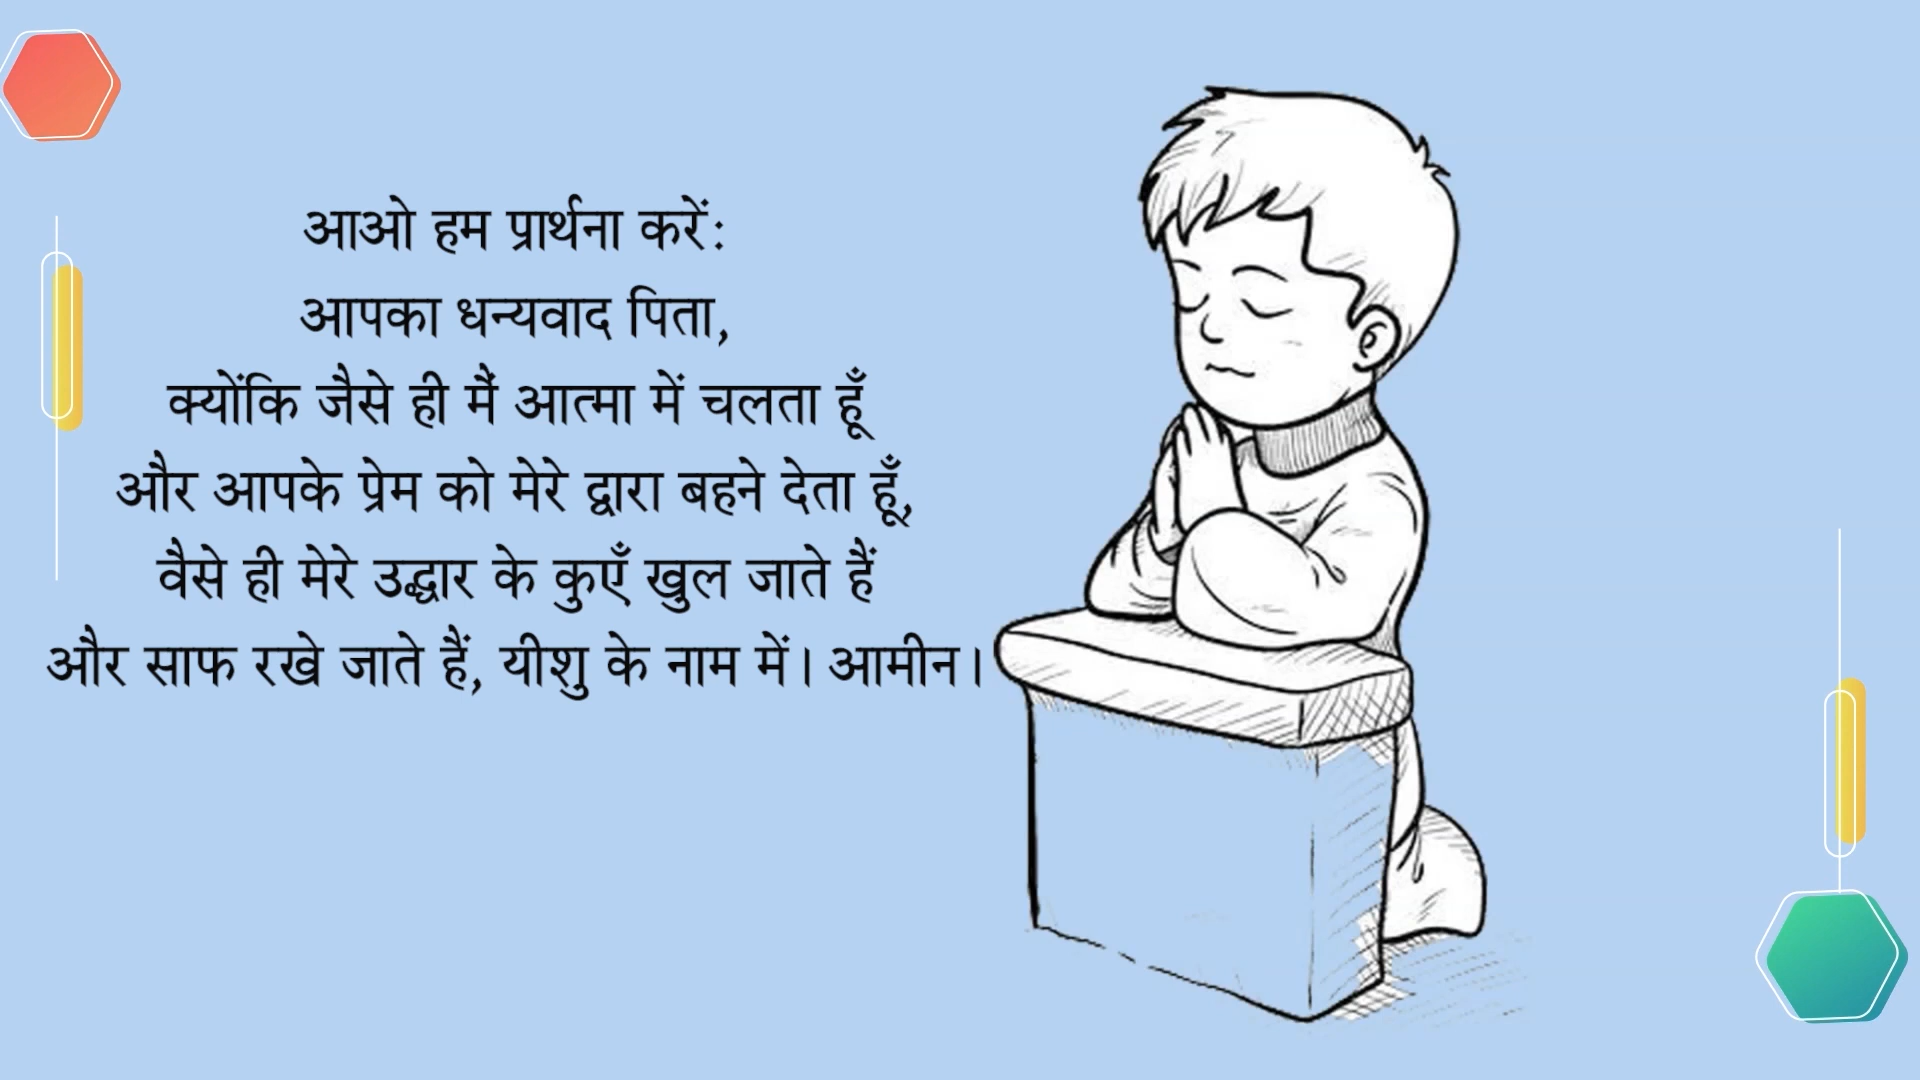 आओ हम प्रार्थना करें:
आपका धन्यवाद पिता,
क्योंकि जैसे ही मैं आत्मा में चलता हूँ
और आपके प्रेम को मेरे द्वारा बहने देता हूँ,
वैसे ही मेरे उद्धार के कुएँ खुल जाते हैं
और साफ रखे जाते हैं, यीशु के नाम में। आमीन।